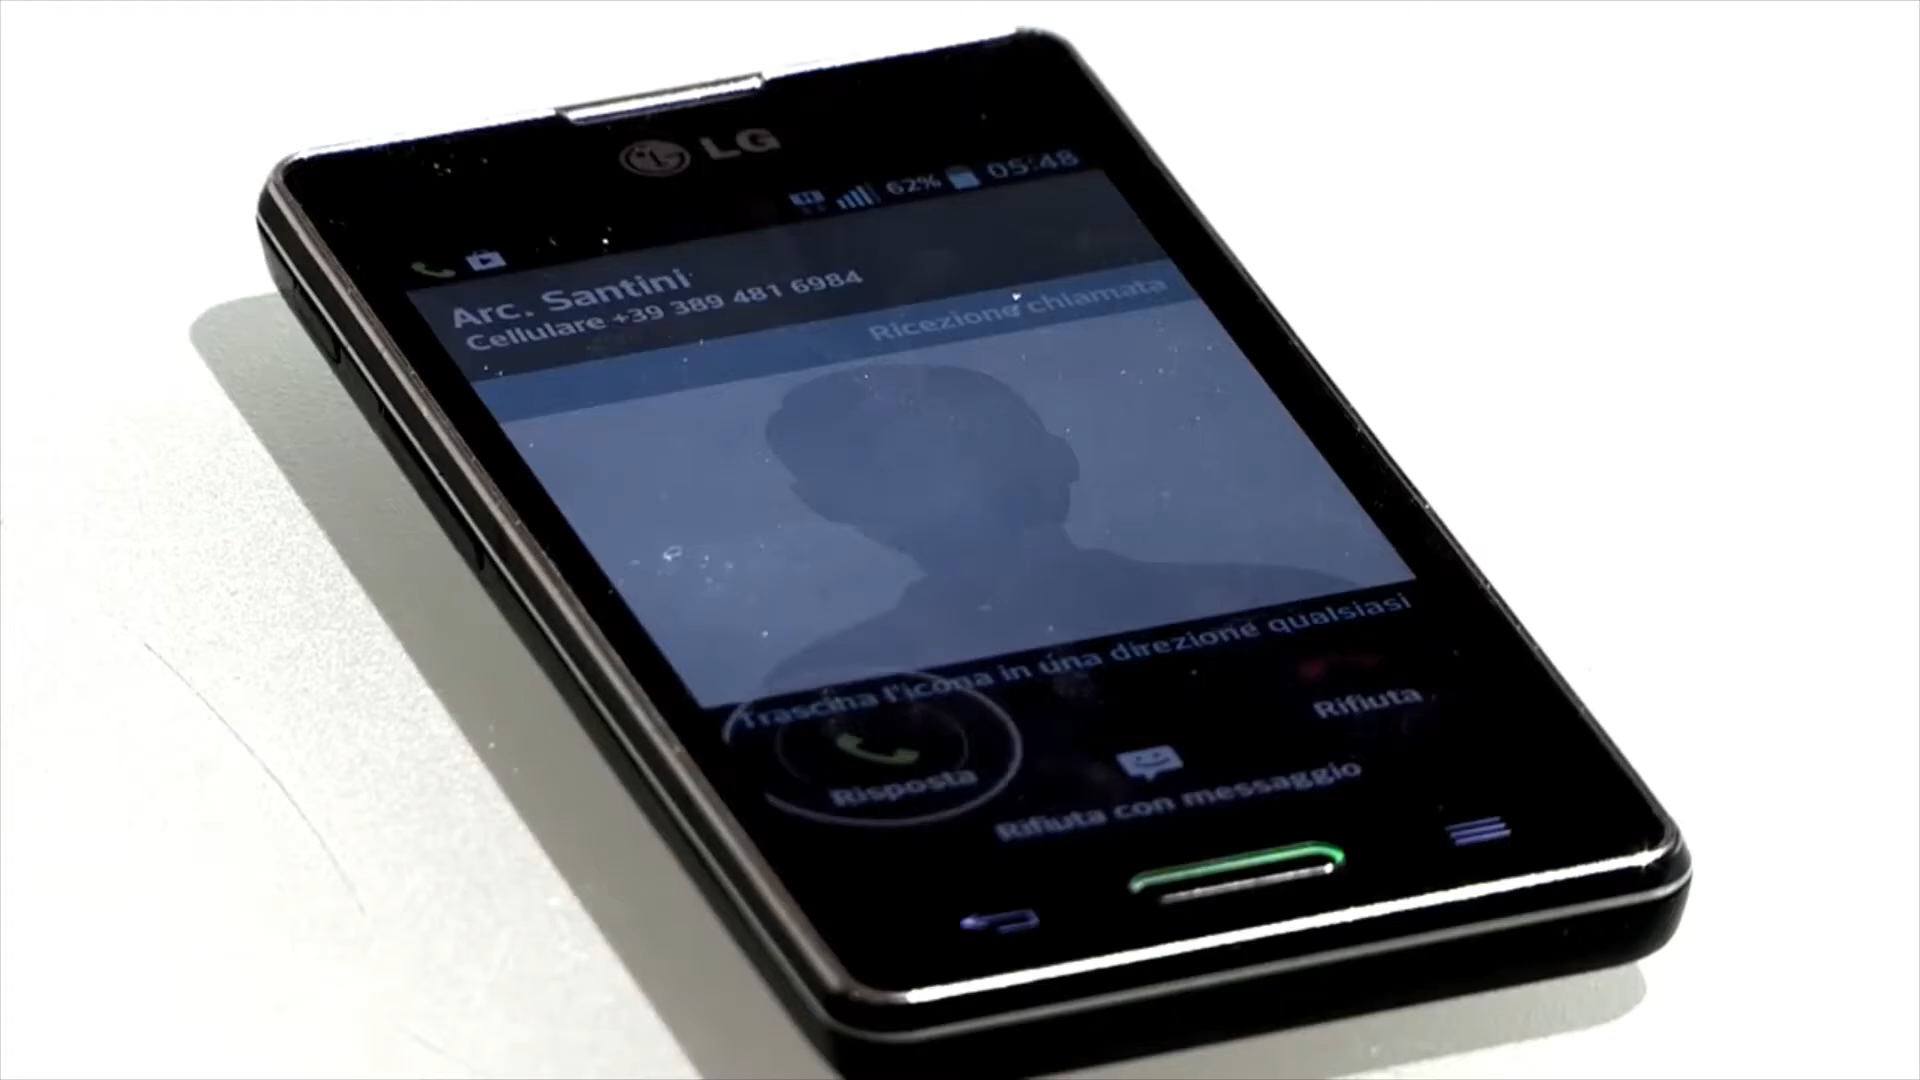 LG
62% 05:48
Arc. Santini
Cellulare +39 389 481 6984
Ricezione chiamata
Trascina l'icona in una direzione qualsiasi
Rifiuta
Risposta
Rifiuta con messaggio